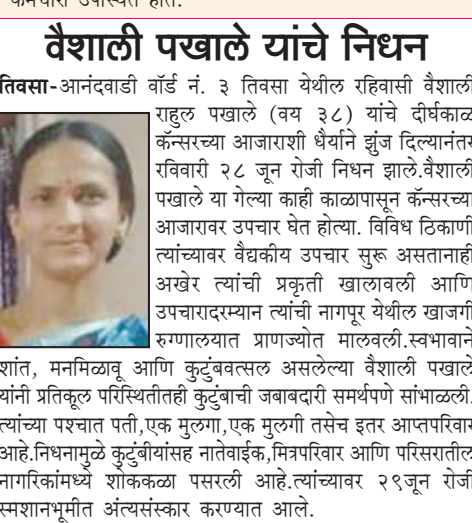 कर्मचारी उपस्थित होते.
वैशाली पखाले यांचे निधन
तिवसा-आनंदवाडी वॉर्ड नं. ३ तिवसा येथील रहिवासी वैशाली
राहुल पखाले (वय ३८) यांचे दीर्घकाळ
कॅन्सरच्या आजाराशी धैर्याने झुंज दिल्यानंतर
रविवारी २८ जून रोजी निधन झाले.वैशाली
पखाले या गेल्या काही काळापासून कॅन्सरच्या
आजारावर उपचार घेत होत्या. विविध ठिकाणी
त्यांच्यावर वैद्यकीय उपचार सुरू असतानाही
अखेर त्यांची प्रकृती खालावली आणि
उपचारादरम्यान त्यांची नागपूर येथील खाजगी
रुग्णालयात प्राणज्योत मालवली.स्वभावाने
शांत, मनमिळावू आणि कुटुंबवत्सल असलेल्या वैशाली पखाले
यांनी प्रतिकूल परिस्थितीतही कुटुंबाची जबाबदारी समर्थपणे सांभाळली.
त्यांच्या पश्चात पती,एक मुलगा,एक मुलगी तसेच इतर आप्तपरिवार
आहे.निधनामुळे कुटुंबीयांसह नातेवाईक,मित्रपरिवार आणि परिसरातील
नागरिकांमध्ये शोककळा पसरली आहे.त्यांच्यावर २९जून रोजी
स्मशानभूमीत अंत्यसंस्कार करण्यात आले.